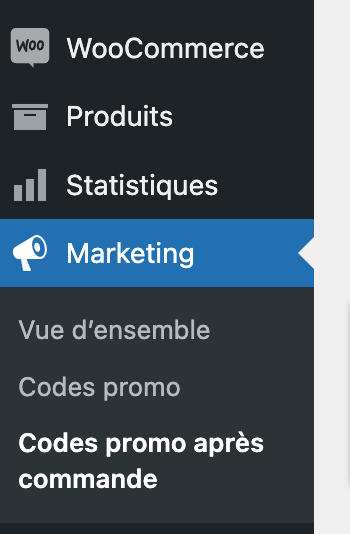 Woo WooCommerce
Produits
Statistiques
Marketing
Vue d’ensemble
Codes promo
Codes promo après
commande